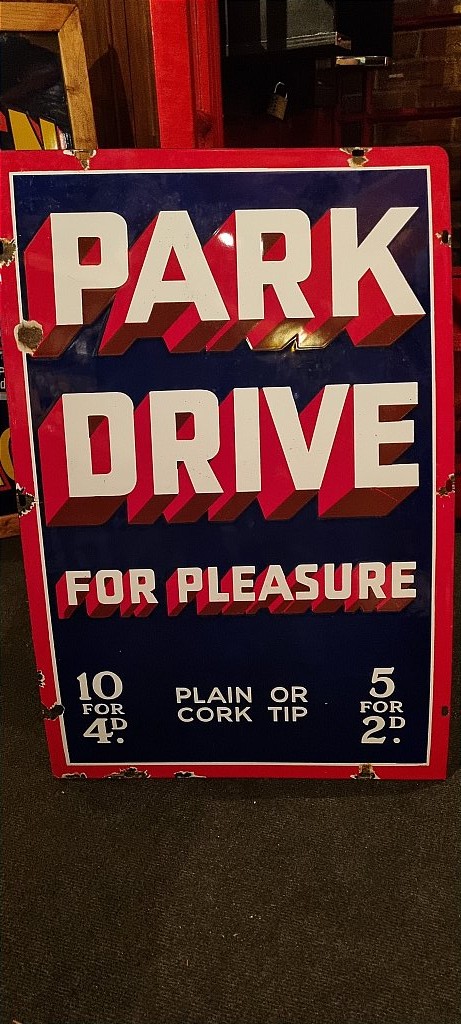 PARK
DRIVE
FOR PLEASURE
10
FOR
4D.
PLAIN OR
CORK TIP
5
FOR
2D.